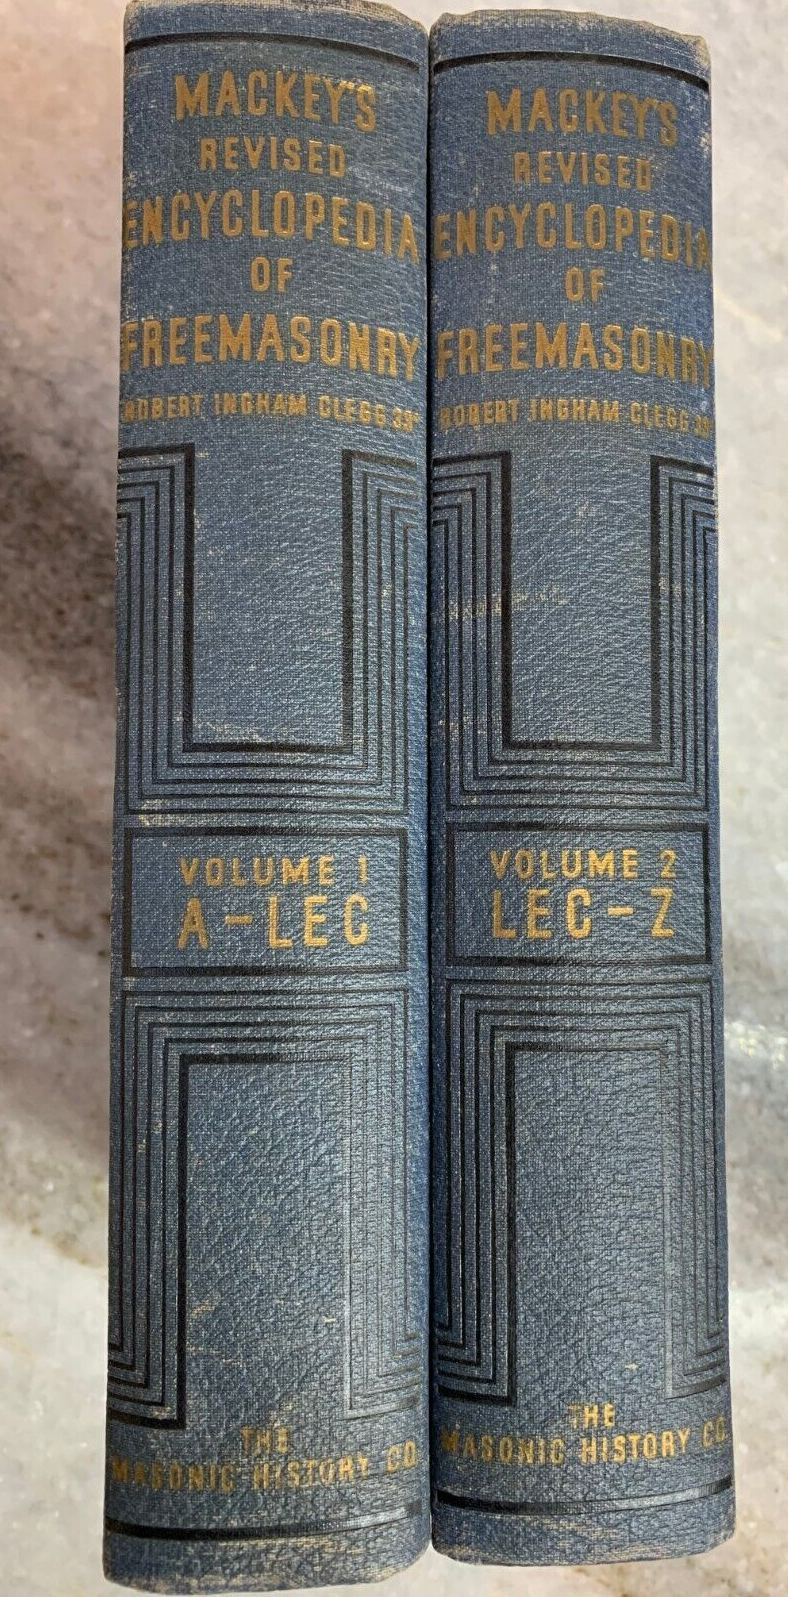 MACKEY'S
REVISED
ENCYCLOPEDIA
OF
FREEMASONRY
ROBERT INGHAM CLEGG 33°
VOLUME 1
A-LEC
THE
MASONIC HISTORY CO.
MACKEY'S
REVISED
ENCYCLOPEDIA
OF
FREEMASONRY
ROBERT INGHAM CLEGG 33°
VOLUME 2
LEC-Z
THE
MASONIC HISTORY CO.